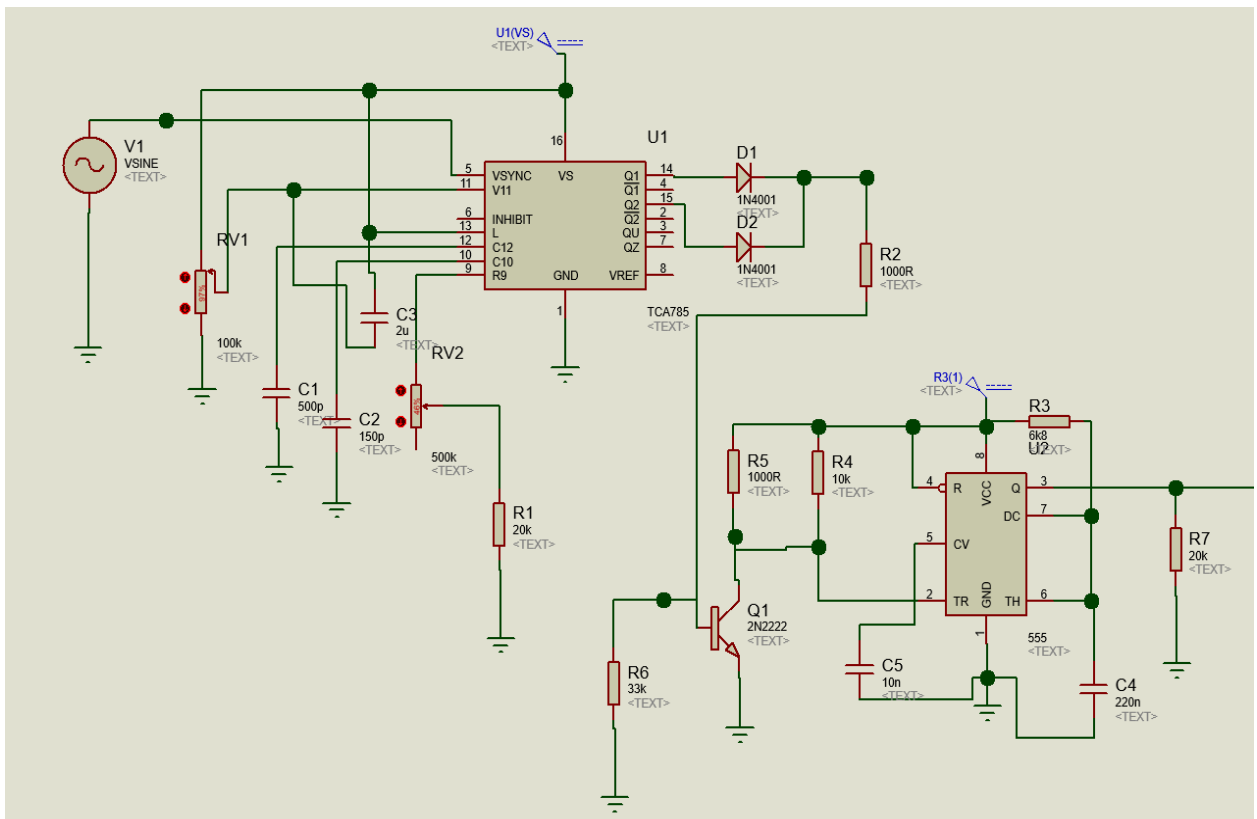 U1(VS)
<TEXT>
V1
VSINE
<TEXT>
RV1
97%
100k
<TEXT>
C1
500p
<TEXT>
C2
150p
<TEXT>
C3
2u
<TEXT>
RV2
46%
500k
<TEXT>
R1
20k
<TEXT>
U1
16
VS
5 VSYNC
11 V11
6 INHIBIT
13 L
12 C12
10 C10
9 R9
GND
1
Q1 14
Q1 4
Q2 15
Q2 2
QU 3
QZ 7
VREF 8
TCA785
<TEXT>
D1
1N4001
<TEXT>
D2
1N4001
<TEXT>
R2
1000R
<TEXT>
R3(1)
<TEXT>
R3
6k8
<TEXT>
U2
R5
1000R
<TEXT>
R4
10k
<TEXT>
8
VCC
4 R
5 CV
2 TR
GND
1
Q 3
DC 7
TH 6
555
<TEXT>
R7
20k
<TEXT>
Q1
2N2222
<TEXT>
R6
33k
<TEXT>
C5
10n
<TEXT>
C4
220n
<TEXT>